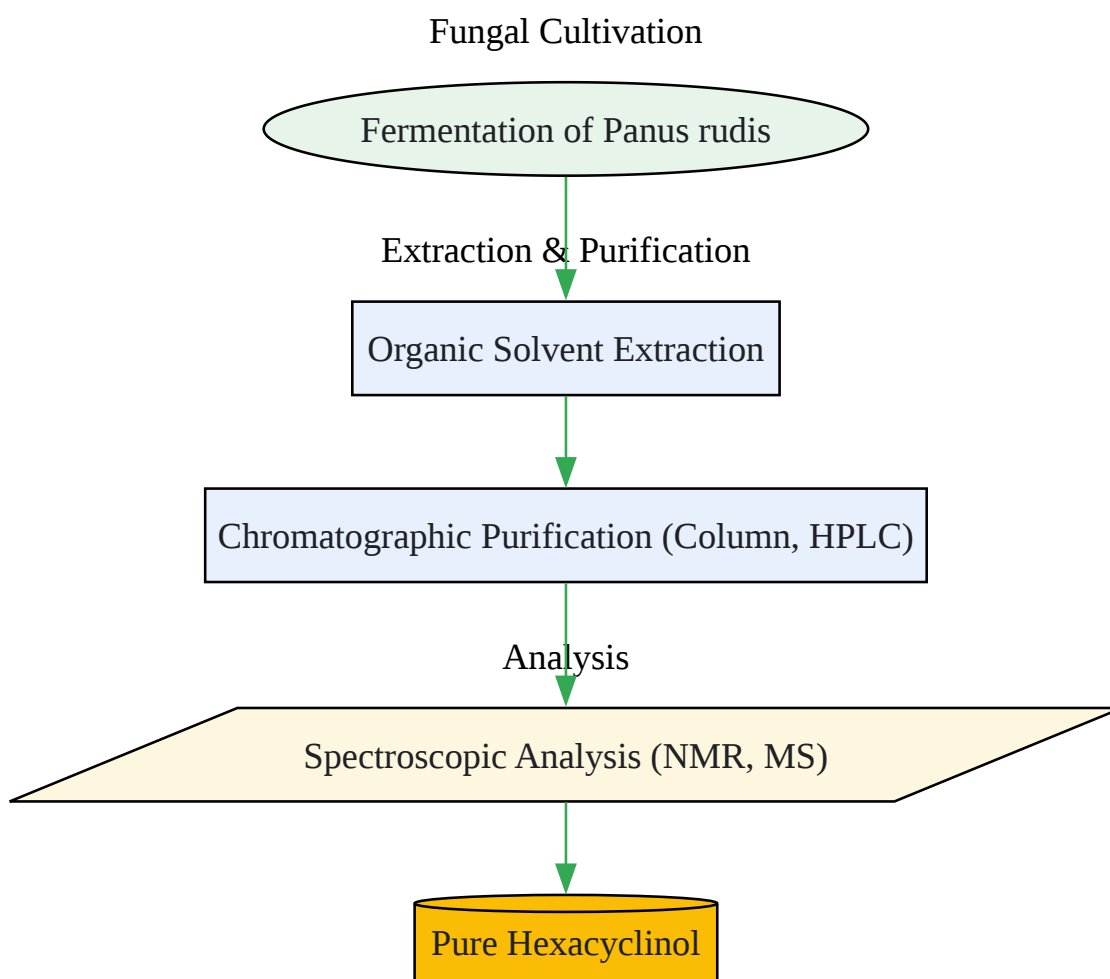 Fungal Cultivation
Fermentation of Panus rudis
Extraction & Purification
Organic Solvent Extraction
Chromatographic Purification (Column, HPLC)
Analysis
Spectroscopic Analysis (NMR, MS)
Pure Hexacyclinol